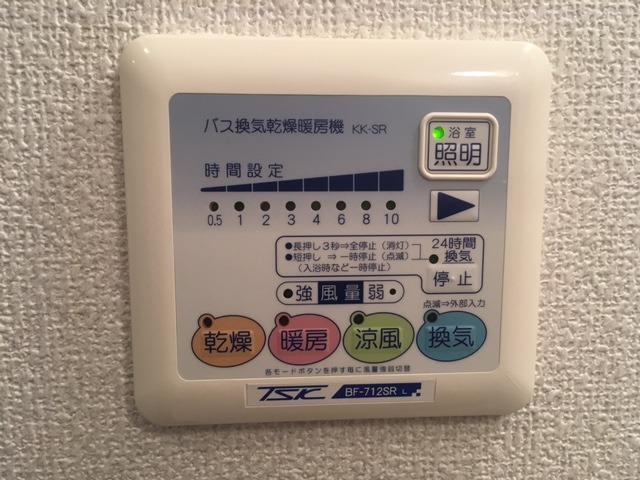 バス換気乾燥暖房機 KK-SR
浴室
照明
時間設定
0.5 1 2 3 4 6 8 10
●長押し3秒⇒全停止(消灯)
●短押し ⇒一時停止(点滅)
(入浴時など一時停止)
24時間
換気
停止
強 風量 弱
点滅⇒外部入力
乾燥 暖房 涼風 換気
各モードボタンを押す毎に風量強弱切替
TSK BF-712SR L